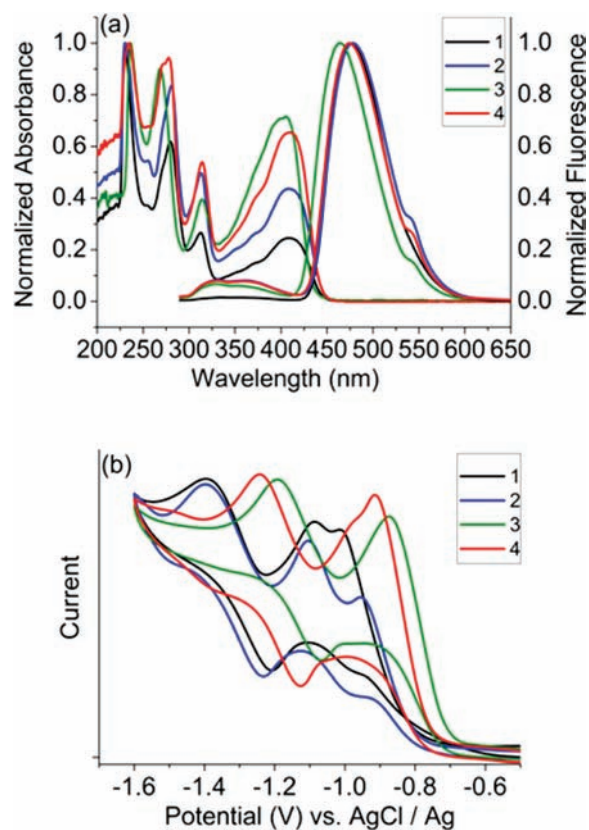 (a)
1
2
3
4
Normalized Absorbance
1.0
0.8
0.6
0.4
0.2
0.0
Normalized Fluorescence
1.0
0.8
0.6
0.4
0.2
0.0
200 250 300 350 400 450 500 550 600 650
Wavelength (nm)
(b)
1
2
3
4
Current
-1.6 -1.4 -1.2 -1.0 -0.8 -0.6
Potential (V) vs. AgCl / Ag